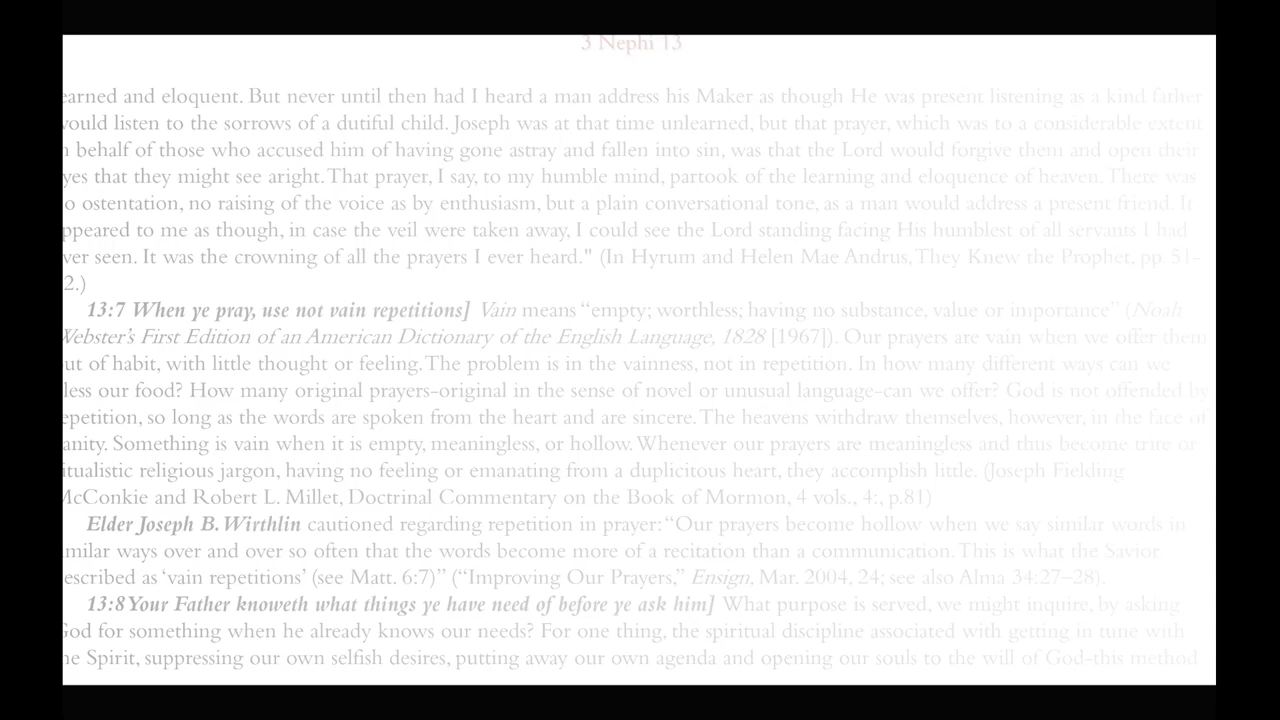 3 Nephi 13
earned and eloquent. But never until then had I heard a man address his Maker as though He was present listening as a kind father
would listen to the sorrows of a dutiful child. Joseph was at that time unlearned, but that prayer, which was to a considerable extent
n behalf of those who accused him of having gone astray and fallen into sin, was that the Lord would forgive them and open their
yes that they might see aright. That prayer, I say, to my humble mind, partook of the learning and eloquence of heaven. There was
o ostentation, no raising of the voice as by enthusiasm, but a plain conversational tone, as a man would address a present friend. It
ppeared to me as though, in case the veil were taken away, I could see the Lord standing facing His humblest of all servants I had
ver seen. It was the crowning of all the prayers I ever heard." (In Hyrum and Helen Mae Andrus, They Knew the Prophet, pp. 51-
2.)
13:7 When ye pray, use not vain repetitions] Vain means “empty; worthless; having no substance, value or importance” (Noah
Webster’s First Edition of an American Dictionary of the English Language, 1828 [1967]). Our prayers are vain when we offer them
ut of habit, with little thought or feeling. The problem is in the vainness, not in repetition. In how many different ways can we
less our food? How many original prayers-original in the sense of novel or unusual language-can we offer? God is not offended by
epetition, so long as the words are spoken from the heart and are sincere. The heavens withdraw themselves, however, in the face of
anity. Something is vain when it is empty, meaningless, or hollow. Whenever our prayers are meaningless and thus become trite or
itualistic religious jargon, having no feeling or emanating from a duplicitous heart, they accomplish little. (Joseph Fielding
McConkie and Robert L. Millet, Doctrinal Commentary on the Book of Mormon, 4 vols., 4:, p.81)
Elder Joseph B. Wirthlin cautioned regarding repetition in prayer: “Our prayers become hollow when we say similar words in
imilar ways over and over so often that the words become more of a recitation than a communication. This is what the Savior
escribed as ‘vain repetitions’ (see Matt. 6:7)” (“Improving Our Prayers,” Ensign, Mar. 2004, 24; see also Alma 34:27–28).
13:8 Your Father knoweth what things ye have need of before ye ask him] What purpose is served, we might inquire, by asking
God for something when he already knows our needs? For one thing, the spiritual discipline associated with getting in tune with
he Spirit, suppressing our own selfish desires, putting away our own agenda and opening our souls to the will of God-this method